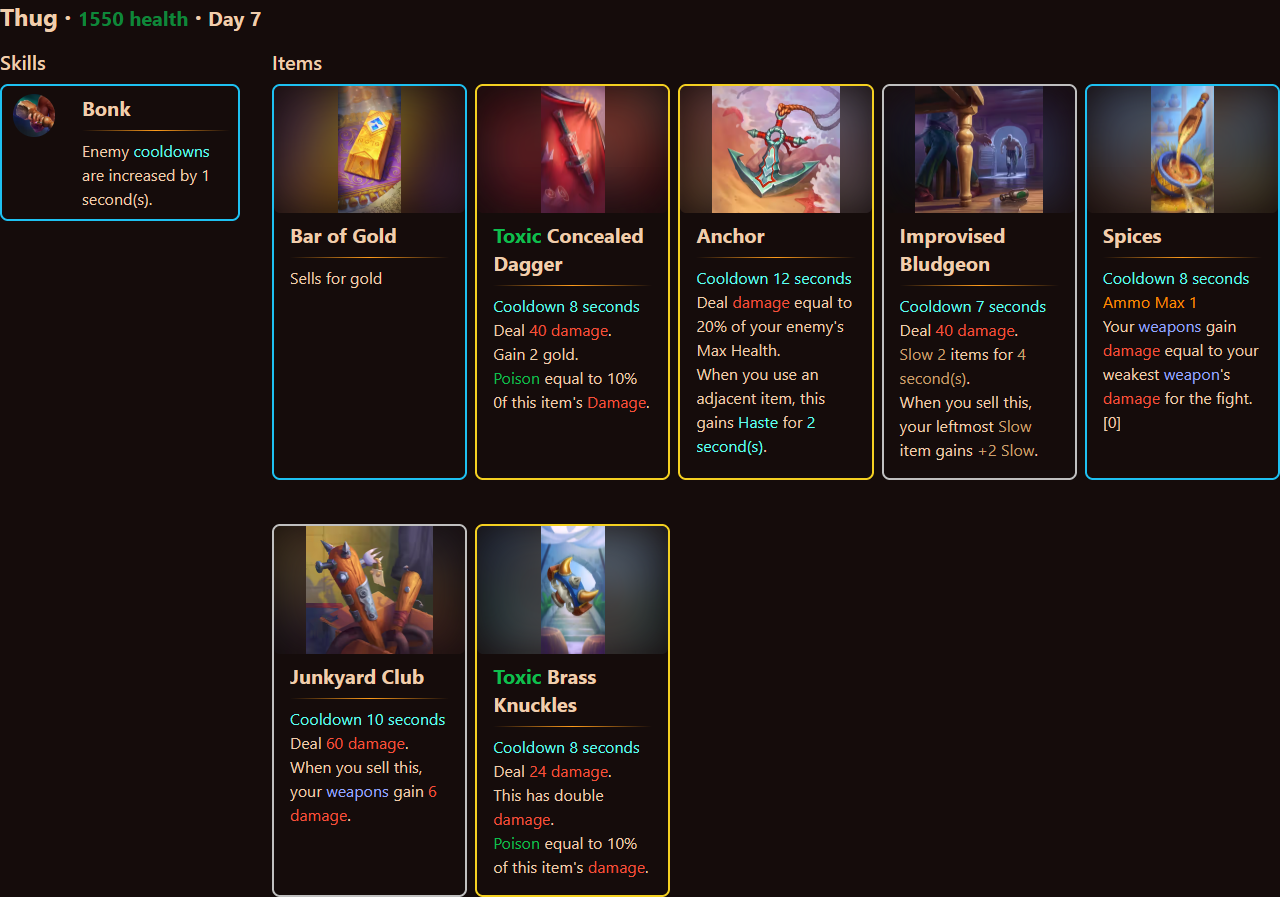 Thug · 1550 health · Day 7
Skills
Items
Bonk
Enemy cooldowns
are increased by 1
second(s).
Bar of Gold
Sells for gold
Toxic Concealed
Dagger
Cooldown 8 seconds
Deal 40 damage.
Gain 2 gold.
Poison equal to 10%
0f this item's Damage.
Anchor
Cooldown 12 seconds
Deal damage equal to
20% of your enemy's
Max Health.
When you use an
adjacent item, this
gains Haste for 2
second(s).
Improvised
Bludgeon
Cooldown 7 seconds
Deal 40 damage.
Slow 2 items for 4
second(s).
When you sell this,
your leftmost Slow
item gains +2 Slow.
Spices
Cooldown 8 seconds
Ammo Max 1
Your weapons gain
damage equal to your
weakest weapon's
damage for the fight.
[0]
Junkyard Club
Cooldown 10 seconds
Deal 60 damage.
When you sell this,
your weapons gain 6
damage.
Toxic Brass
Knuckles
Cooldown 8 seconds
Deal 24 damage.
This has double
damage.
Poison equal to 10%
of this item's damage.